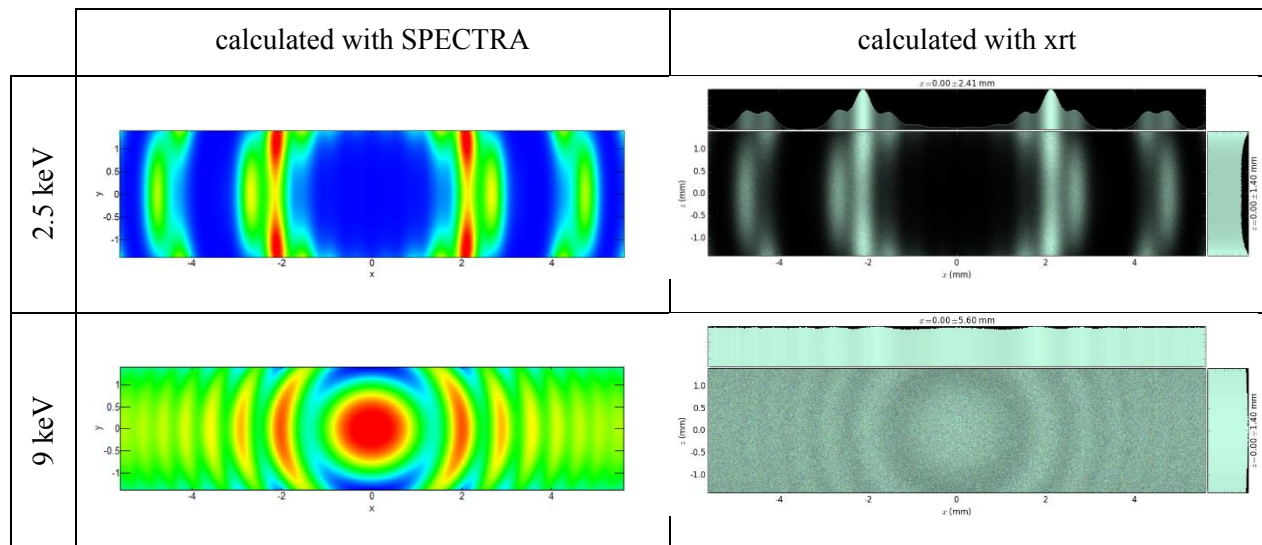 calculated with SPECTRA
calculated with xrt
2.5 keV
1
0.5
0
-0.5
-1
y
-4
-2
0
2
4
x
x=0.00±2.41 mm
1.0
0.5
0.0
-0.5
-1.0
z (mm)
-4
-2
0
2
4
x (mm)
z=0.00±1.40 mm
9 keV
1
0.5
0
-0.5
-1
y
-4
-2
0
2
4
x
x=0.00±5.60 mm
1.0
0.5
0.0
-0.5
-1.0
z (mm)
-4
-2
0
2
4
x (mm)
z=0.00±1.40 mm